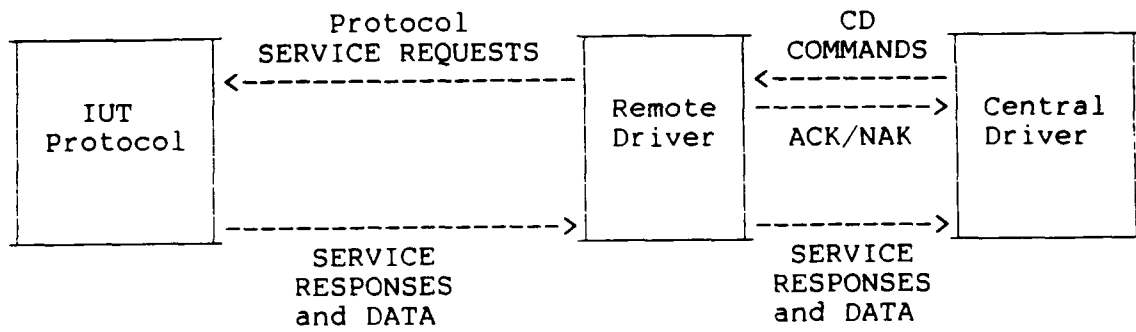 Protocol
SERVICE REQUESTS
CD
COMMANDS
IUT
Protocol
Remote
Driver
ACK/NAK
Central
Driver
SERVICE
RESPONSES
and DATA
SERVICE
RESPONSES
and DATA